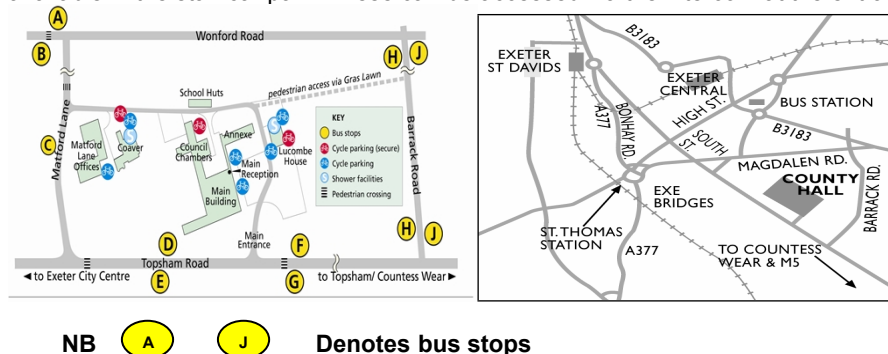 A
Wonford Road
B
H
J
School Huts
pedestrian access via Gras Lawn
Matford Lane
C
Matford
Lane
Offices
Coaver
Council
Chambers
Annexe
Lucombe
House
Main
Reception
Main
Building
S
S
Barrack Road
KEY
Bus stops
Cycle parking (secure)
Cycle parking
S
Shower facilities
Pedestrian crossing
D
Main
Entrance
F
H
J
Topsham Road
to Exeter City Centre
E
G
to Topsham/ Countess Wear
B3183
EXETER
ST DAVIDS
EXETER
CENTRAL
A377
BONHAY RD.
HIGH ST.
BUS STATION
SOUTH
ST.
B3183
MAGDALEN RD.
COUNTY
HALL
BARRACK RD.
EXE
BRIDGES
ST. THOMAS
STATION
A377
TO COUNTESS
WEAR & M5
NB A J Denotes bus stops